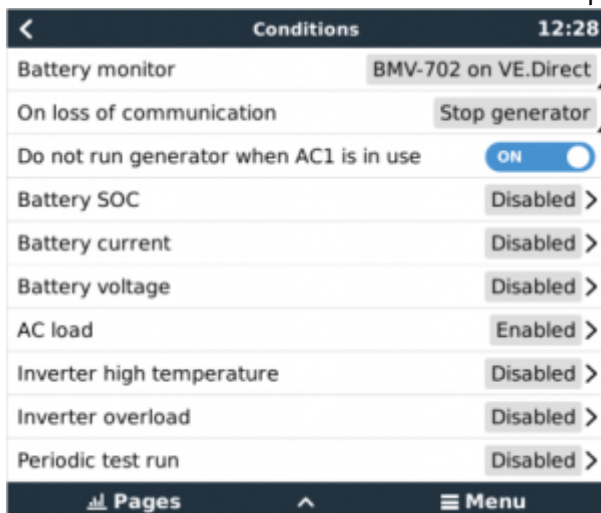 Conditions 12:28
Battery monitor BMV-702 on VE.Direct
On loss of communication Stop generator
Do not run generator when AC1 is in use ON
Battery SOC Disabled
Battery current Disabled
Battery voltage Disabled
AC load Enabled
Inverter high temperature Disabled
Inverter overload Disabled
Periodic test run Disabled
Pages Menu